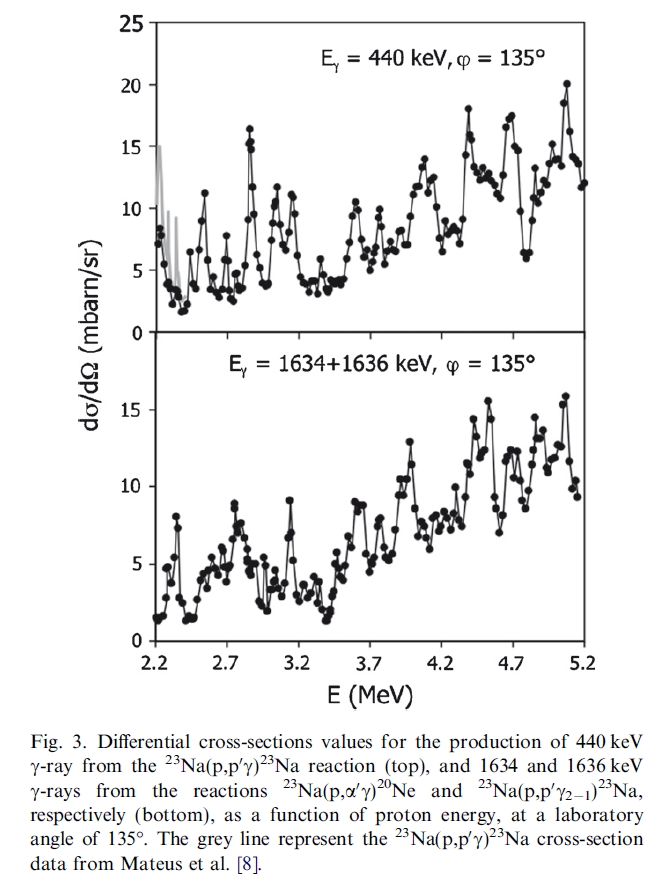 25
E_γ = 440 keV, φ = 135°
20
15
10
5
0
dσ/dΩ (mbarn/sr)
E_γ = 1634+1636 keV, φ = 135°
15
10
5
0
2.2 2.7 3.2 3.7 4.2 4.7 5.2
E (MeV)
Fig. 3. Differential cross-sections values for the production of 440 keV
γ-ray from the ²³Na(p,p′γ)²³Na reaction (top), and 1634 and 1636 keV
γ-rays from the reactions ²³Na(p,α′γ)²⁰Ne and ²³Na(p,p′γ₂₋₁)²³Na,
respectively (bottom), as a function of proton energy, at a laboratory
angle of 135°. The grey line represent the ²³Na(p,p′γ)²³Na cross-section
data from Mateus et al. [8].